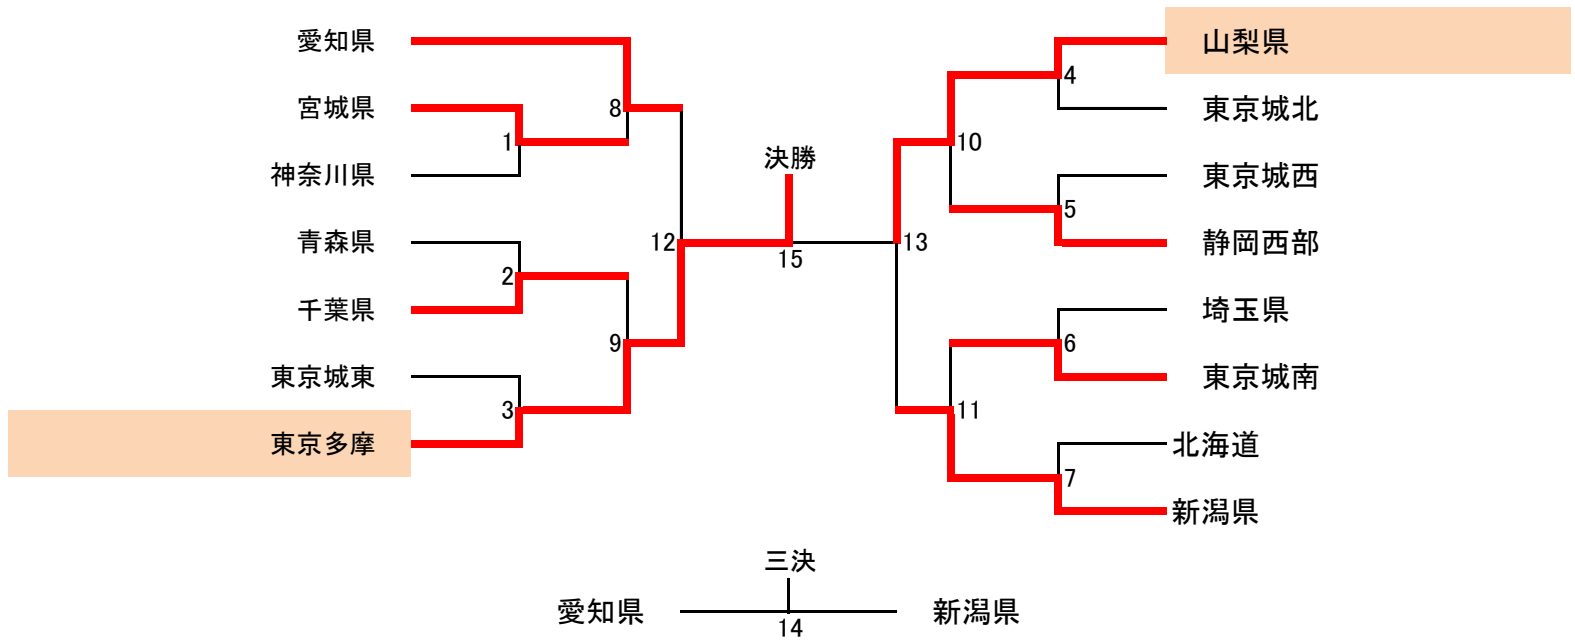 愛知県
宮城県
神奈川県
青森県
千葉県
東京城東
東京多摩
1
2
3
8
9
12
決勝
15
13
10
11
4
5
6
7
山梨県
東京城北
東京城西
静岡西部
埼玉県
東京城南
北海道
新潟県
三決
愛知県
14
新潟県